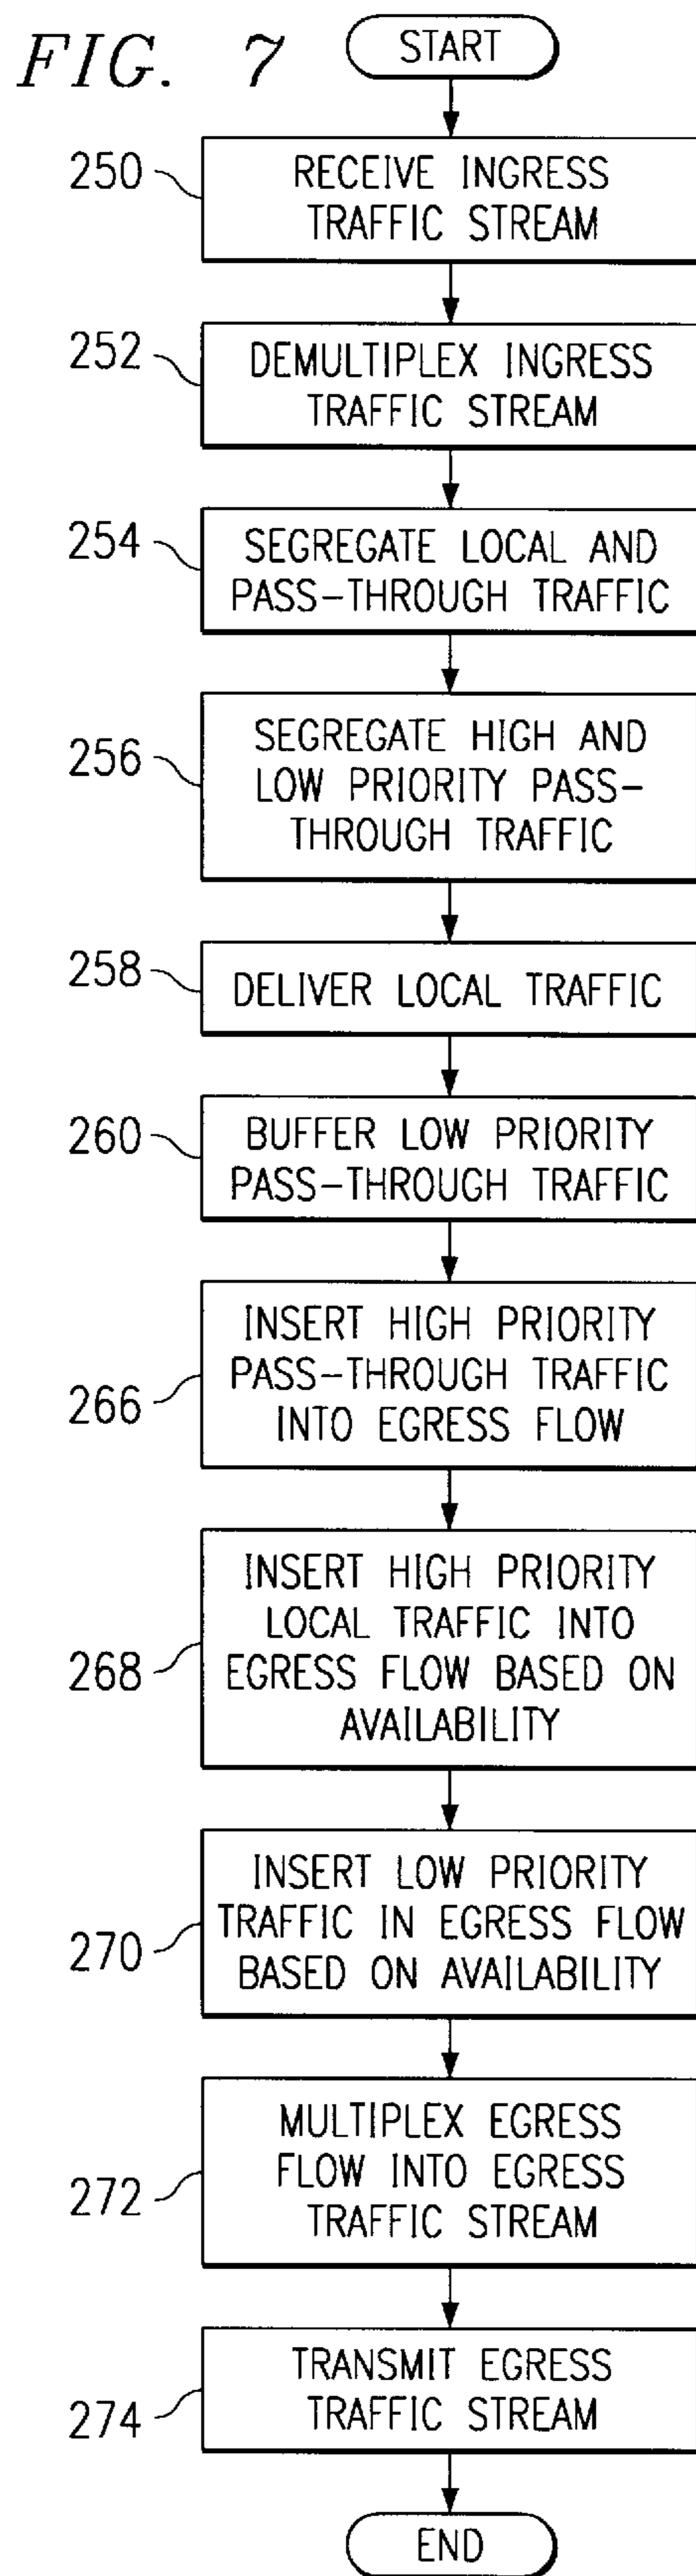 FIG. 7
START
250
RECEIVE INGRESS
TRAFFIC STREAM
252
DEMULTIPLEX INGRESS
TRAFFIC STREAM
254
SEGREGATE LOCAL AND
PASS-THROUGH TRAFFIC
256
SEGREGATE HIGH AND
LOW PRIORITY PASS-
THROUGH TRAFFIC
258
DELIVER LOCAL TRAFFIC
260
BUFFER LOW PRIORITY
PASS-THROUGH TRAFFIC
266
INSERT HIGH PRIORITY
PASS-THROUGH TRAFFIC
INTO EGRESS FLOW
268
INSERT HIGH PRIORITY
LOCAL TRAFFIC INTO
EGRESS FLOW BASED ON
AVAILABILITY
270
INSERT LOW PRIORITY
TRAFFIC IN EGRESS FLOW
BASED ON AVAILABILITY
272
MULTIPLEX EGRESS
FLOW INTO EGRESS
TRAFFIC STREAM
274
TRANSMIT EGRESS
TRAFFIC STREAM
END